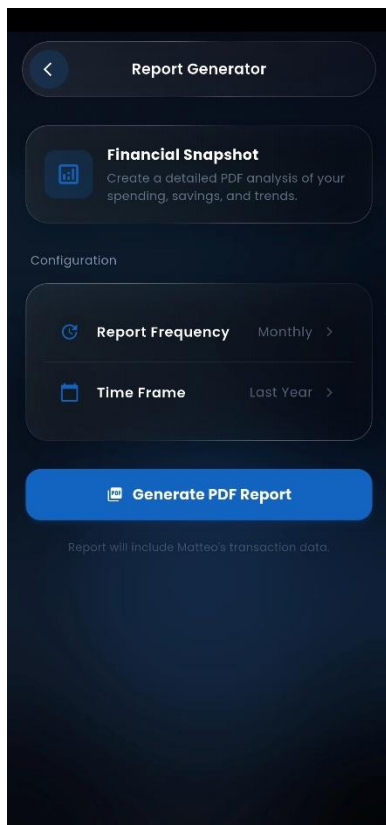 Report Generator
Financial Snapshot
Create a detailed PDF analysis of your
spending, savings, and trends.
Configuration
Report Frequency Monthly
Time Frame Last Year
PDF Generate PDF Report
Report will include Matteo's transaction data.